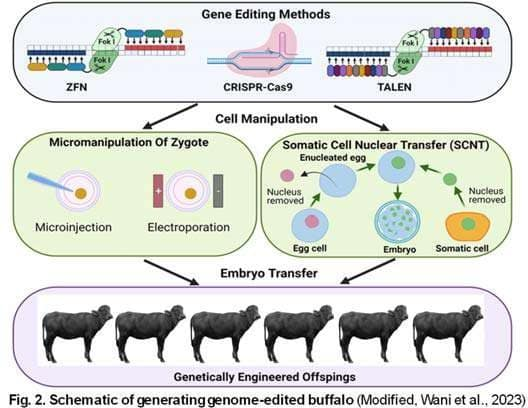 Gene Editing Methods
Fok I
Fok I
ZFN
CRISPR-Cas9
Fok I
Fok I
TALEN
Cell Manipulation
Micromanipulation Of Zygote
Microinjection
+
-
Electroporation
Somatic Cell Nuclear Transfer (SCNT)
Enucleated egg
Nucleus
removed
Nucleus
removed
Egg cell
Embryo
Somatic cell
Embryo Transfer
Genetically Engineered Offspings
Fig. 2. Schematic of generating genome-edited buffalo (Modified, Wani et al., 2023)